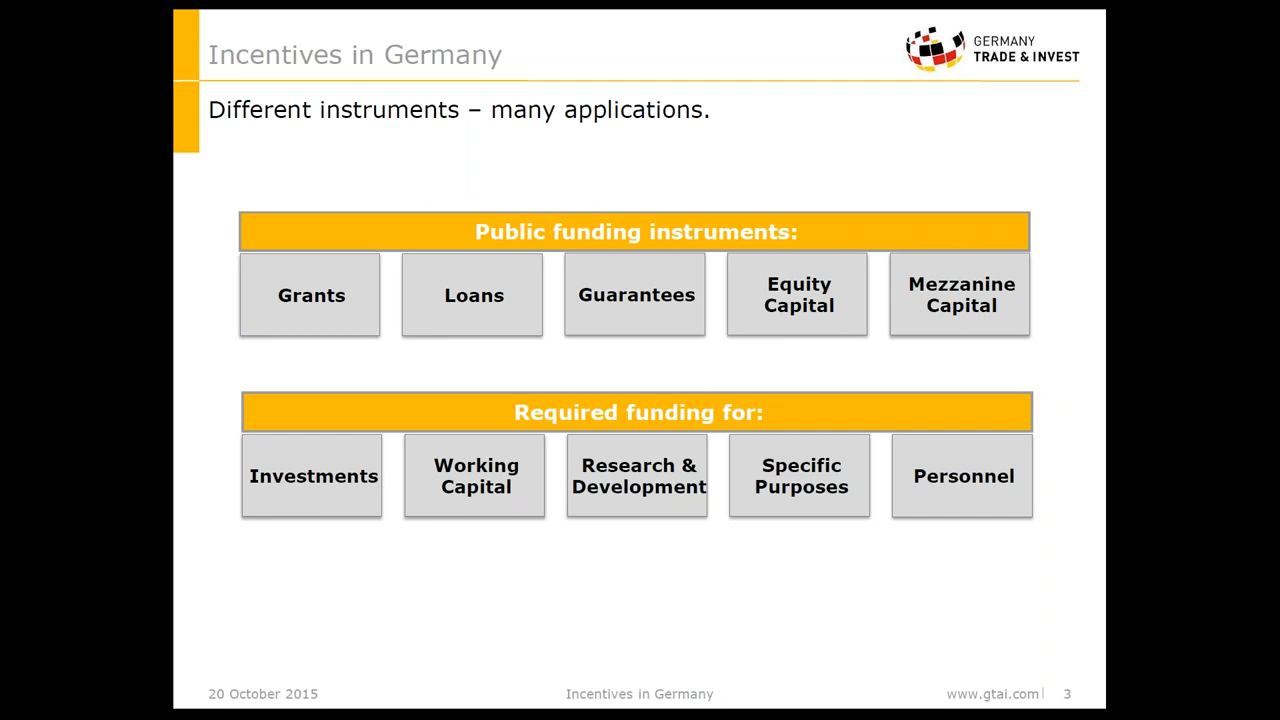 Incentives in Germany
GERMANY
TRADE & INVEST
Different instruments – many applications.
Public funding instruments:
Grants
Loans
Guarantees
Equity
Capital
Mezzanine
Capital
Required funding for:
Investments
Working
Capital
Research &
Development
Specific
Purposes
Personnel
20 October 2015
Incentives in Germany
www.gtai.com
3